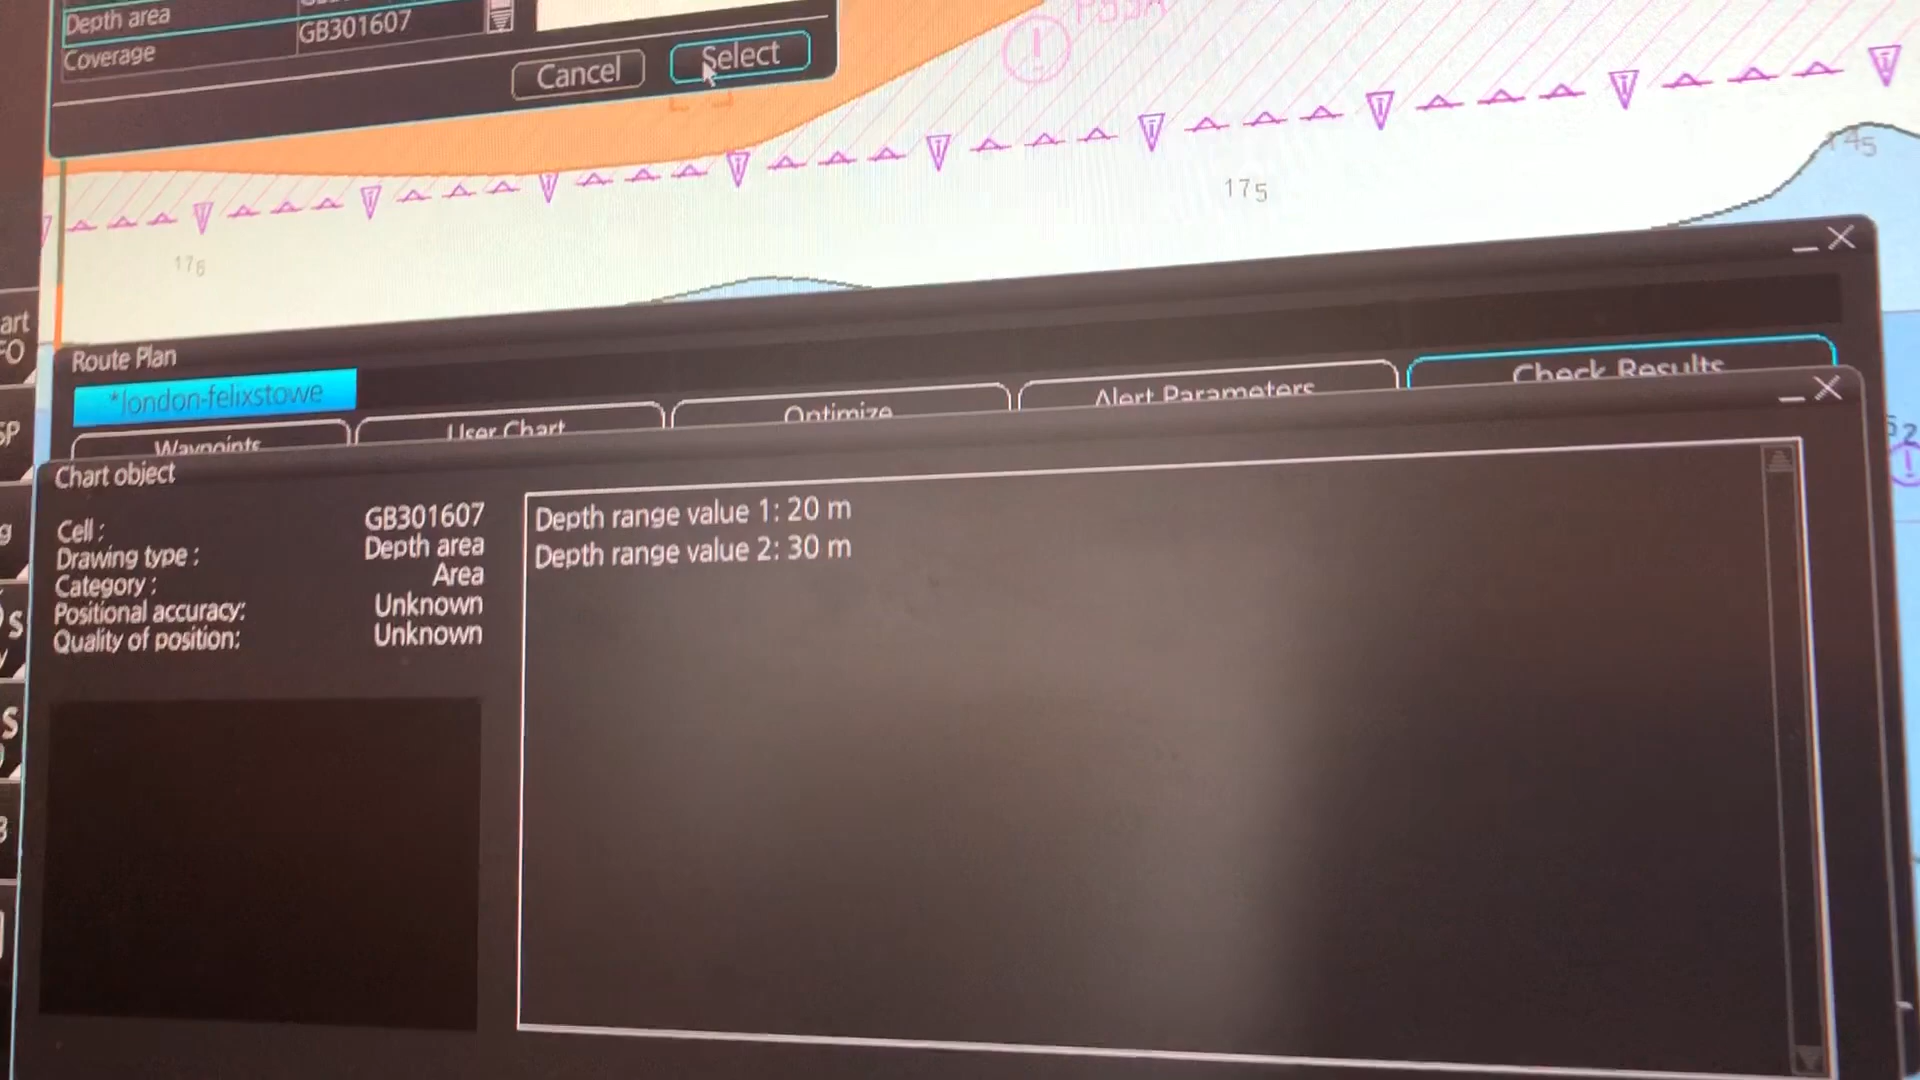 Depth area
Coverage
GB301607
Cancel
Select
PSSA
175
145
176
Route Plan
*london-felixstowe
Waypoints
User Chart
Optimize
Alert Parameters
Check Results
Chart object
Cell :
GB301607
Drawing type :
Depth area
Category :
Area
Positional accuracy:
Unknown
Quality of position:
Unknown
Depth range value 1: 20 m
Depth range value 2: 30 m